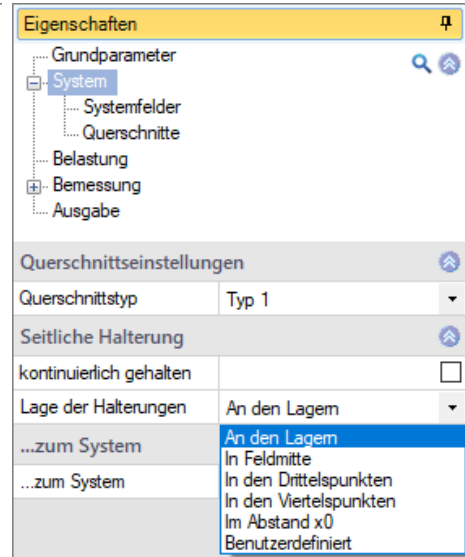 Eigenschaften
Grundparameter
System
Systemfelder
Querschnitte
Belastung
Bemessung
Ausgabe
Querschnittseinstellungen
Querschnittstyp Typ 1
Seitliche Halterung
kontinuierlich gehalten
Lage der Halterungen An den Lagern
...zum System
An den Lagern
...zum System
In Feldmitte
In den Drittelspunkten
In den Viertelspunkten
Im Abstand x0
Benutzerdefiniert